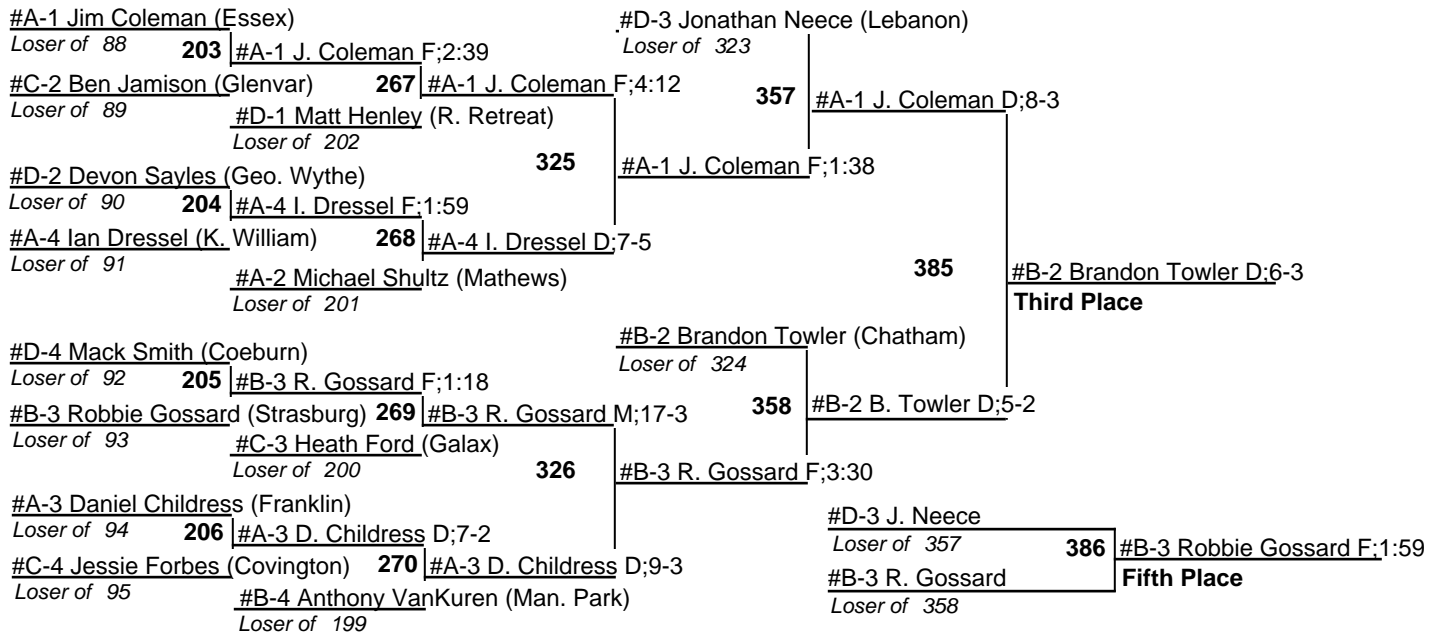 #A-1 Jim Coleman (Essex)
Loser of 88
203
#A-1 J. Coleman F;2:39
#C-2 Ben Jamison (Glenvar)
Loser of 89
267
#A-1 J. Coleman F;4:12
#D-1 Matt Henley (R. Retreat)
Loser of 202
325
#A-1 J. Coleman F;1:38
#D-2 Devon Sayles (Geo. Wythe)
Loser of 90
204
#A-4 I. Dressel F;1:59
#A-4 Ian Dressel (K. William)
Loser of 91
268
#A-4 I. Dressel D;7-5
#A-2 Michael Shultz (Mathews)
Loser of 201
#D-4 Mack Smith (Coeburn)
Loser of 92
205
#B-3 R. Gossard F;1:18
#B-3 Robbie Gossard (Strasburg)
Loser of 93
269
#B-3 R. Gossard M;17-3
#C-3 Heath Ford (Galax)
Loser of 200
326
#B-3 R. Gossard F;3:30
#A-3 Daniel Childress (Franklin)
Loser of 94
206
#A-3 D. Childress D;7-2
#C-4 Jessie Forbes (Covington)
Loser of 95
270
#A-3 D. Childress D;9-3
#B-4 Anthony VanKuren (Man. Park)
Loser of 199
#D-3 Jonathan Neece (Lebanon)
Loser of 323
357
#A-1 J. Coleman D;8-3
385
#B-2 Brandon Towler D;6-3
Third Place
#B-2 Brandon Towler (Chatham)
Loser of 324
358
#B-2 B. Towler D;5-2
#D-3 J. Neece
Loser of 357
386
#B-3 Robbie Gossard F;1:59
Fifth Place
#B-3 R. Gossard
Loser of 358